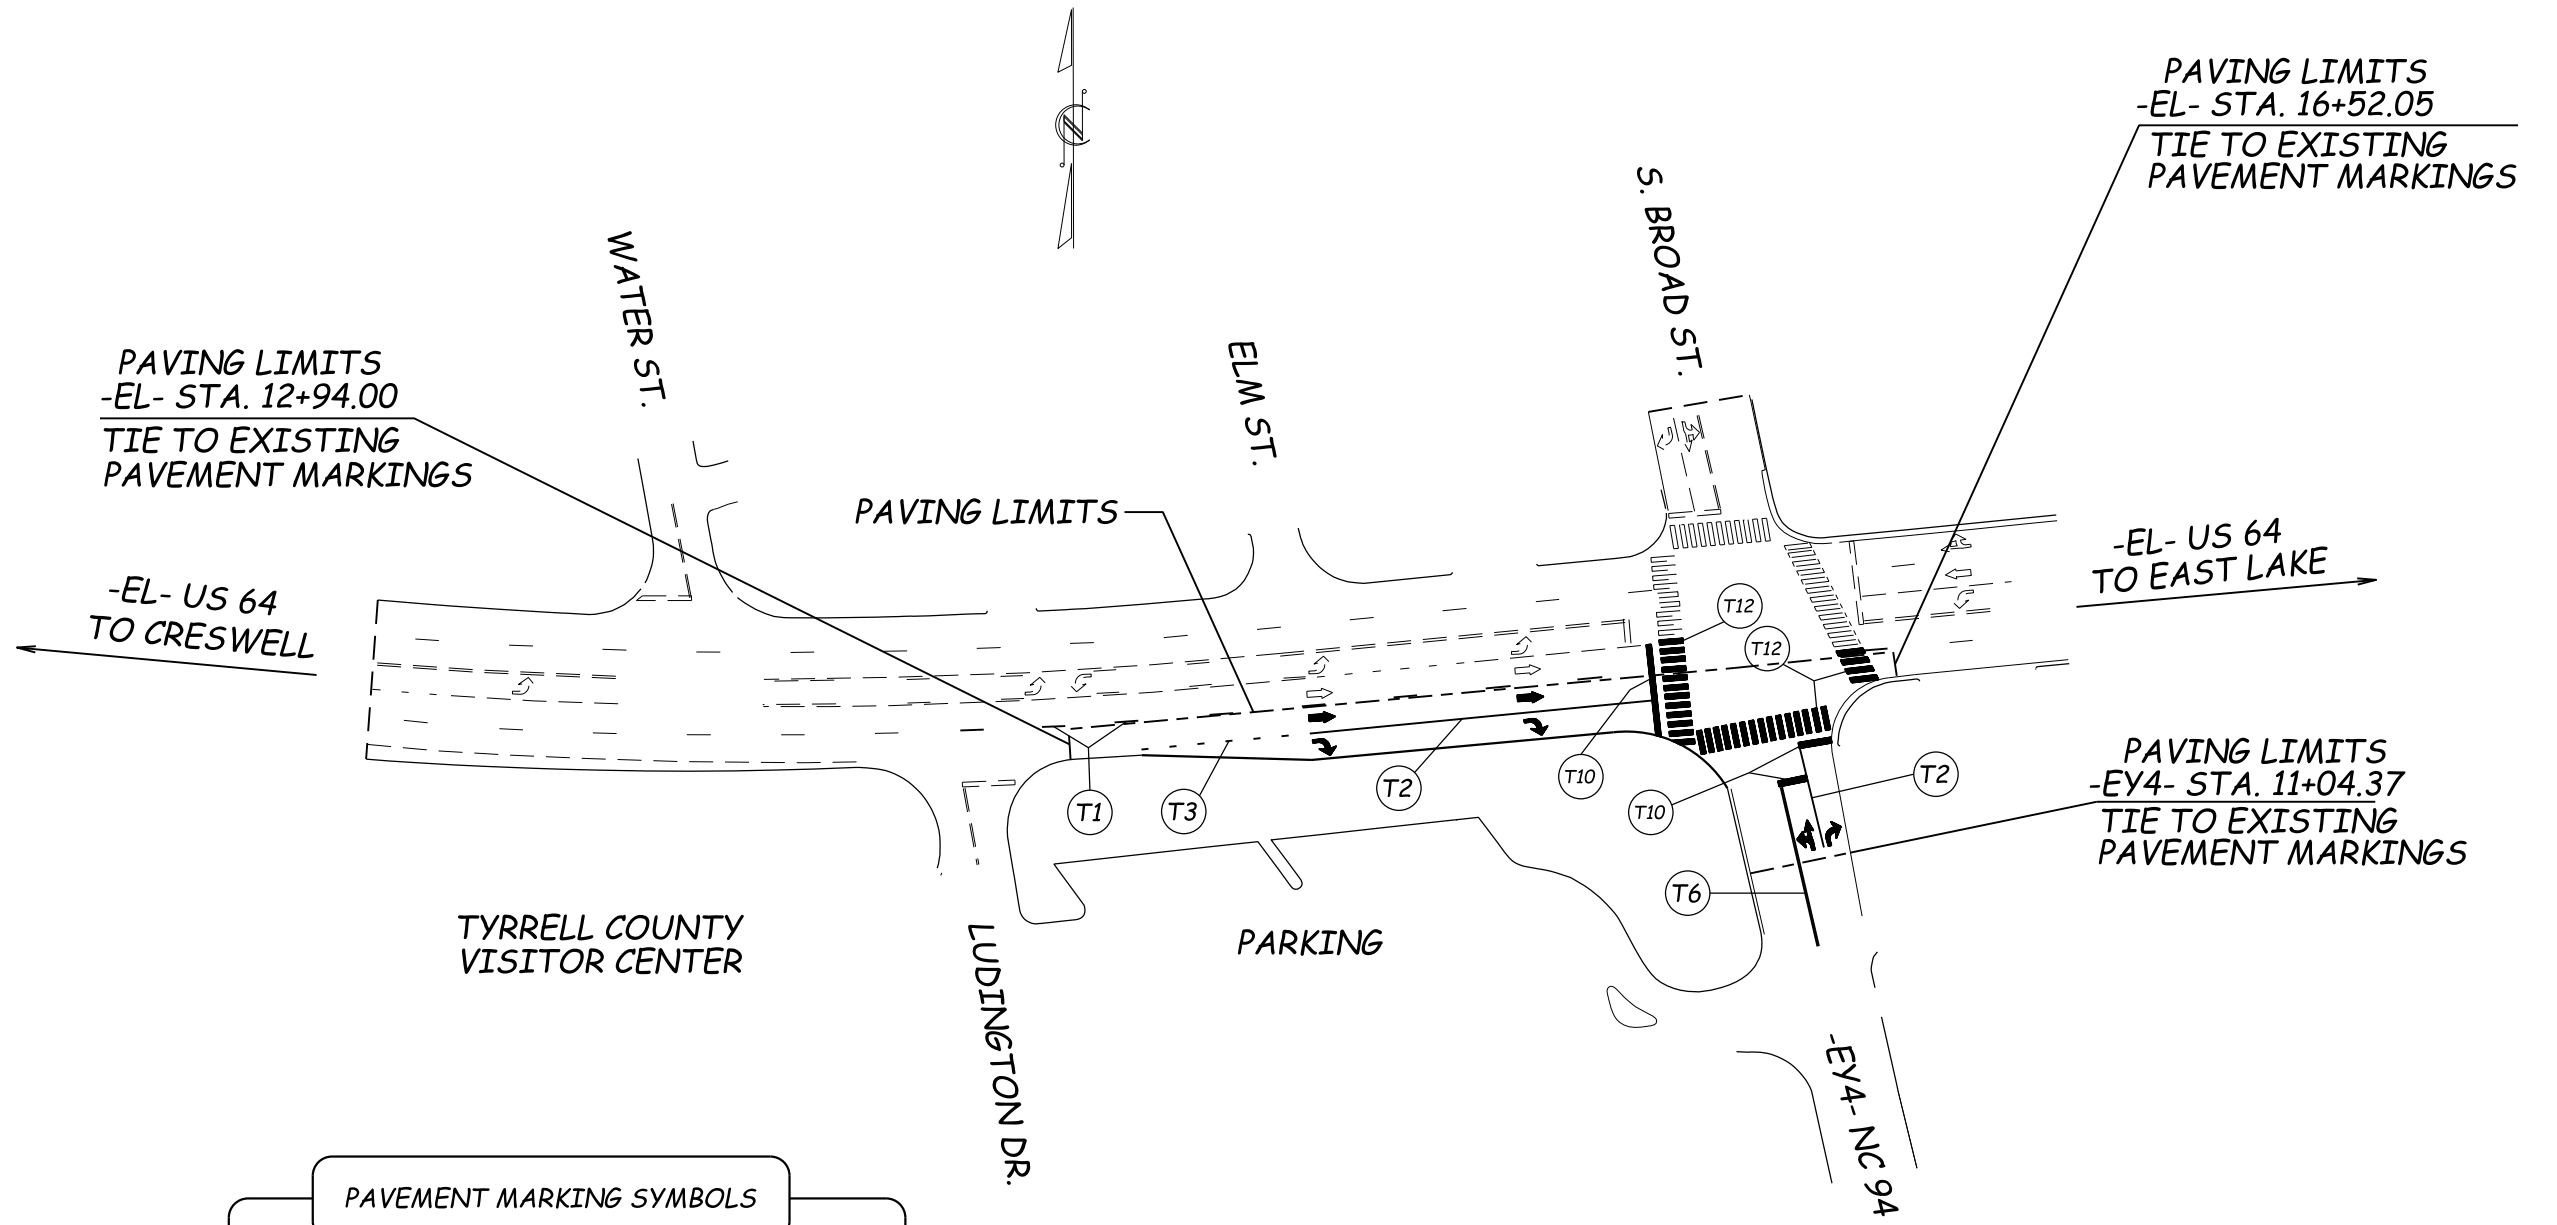 PAVING LIMITS
-EL- STA. 16+52.05
TIE TO EXISTING
PAVEMENT MARKINGS
N
S. BROAD ST.
WATER ST.
ELM ST.
PAVING LIMITS
-EL- STA. 12+94.00
TIE TO EXISTING
PAVEMENT MARKINGS
PAVING LIMITS
-EL- US 64
TO EAST LAKE
-EL- US 64
TO CRESWELL
T12
T12
T1
T3
T2
T10
T10
T2
T6
PAVING LIMITS
-EY4- STA. 11+04.37
TIE TO EXISTING
PAVEMENT MARKINGS
TYRRELL COUNTY
VISITOR CENTER
LUDINGTON DR.
PARKING
-EY4- NC 94
PAVEMENT MARKING SYMBOLS